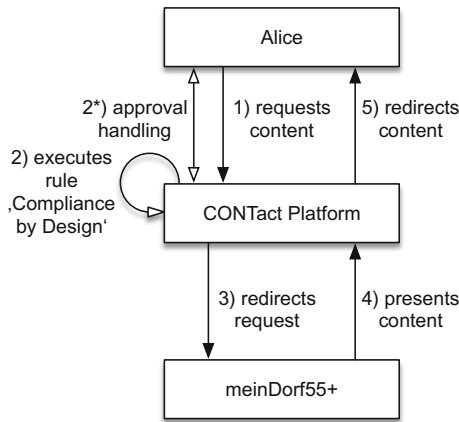 Alice
2*) approval
handling
1) requests
content
5) redirects
content
2) executes
rule
‚Compliance
by Design‘
CONTact Platform
3) redirects
request
4) presents
content
meinDorf55+